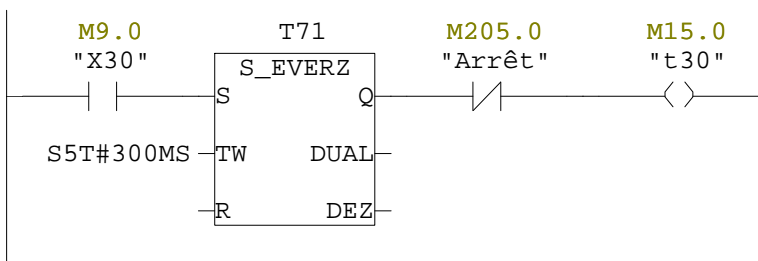 M9.0 T71 M205.0 M15.0
"X30" "Arrêt" "t30"
S_EVERZ
S Q
S5T#300MS TW DUAL
R DEZ